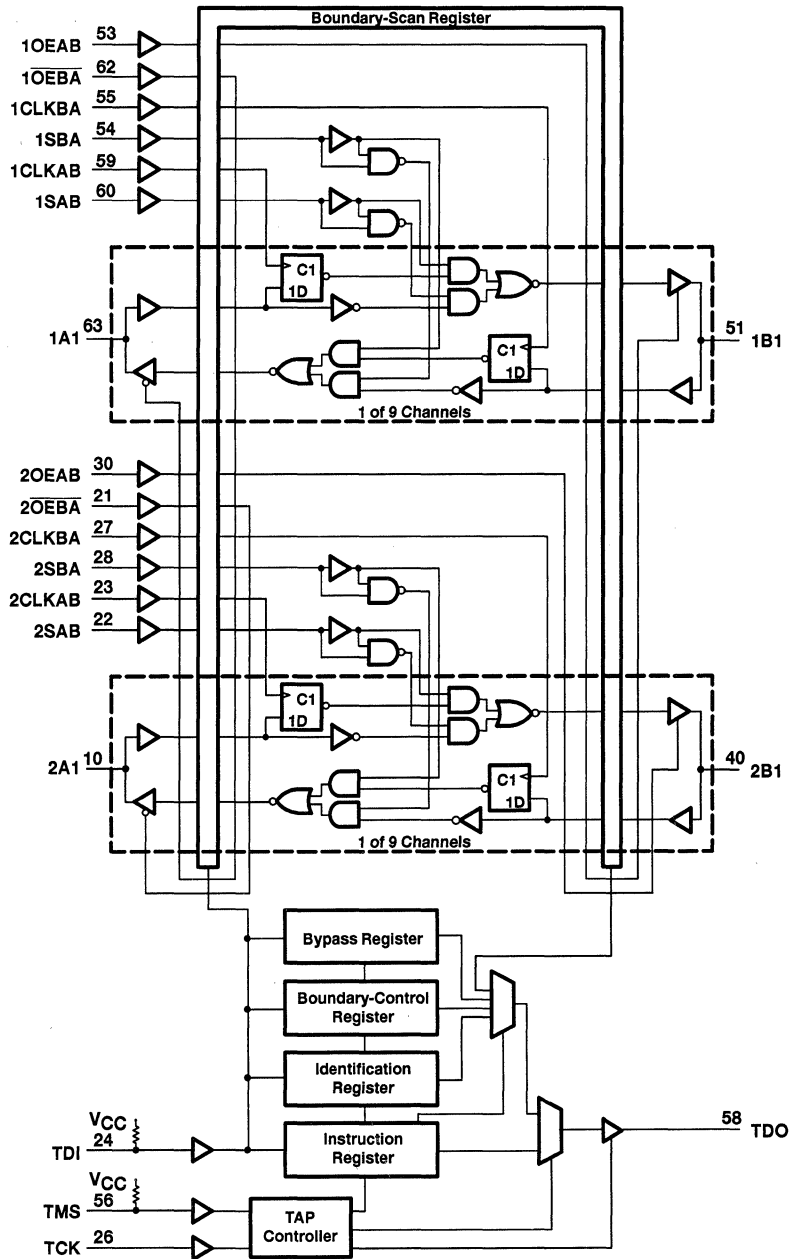 Boundary-Scan Register
1OEAB 53
1OEBA 62
1CLKBA 55
1SBA 54
1CLKAB 59
1SAB 60
C1
1D
1A1 63
C1
1D
51 1B1
1 of 9 Channels
2OEAB 30
2OEBA 21
2CLKBA 27
2SBA 28
2CLKAB 23
2SAB 22
C1
1D
2A1 10
C1
1D
40 2B1
1 of 9 Channels
Bypass Register
Boundary-Control
Register
Identification
Register
VCC
TDI 24
Instruction
Register
58 TDO
VCC
TMS 56
TAP
Controller
TCK 26